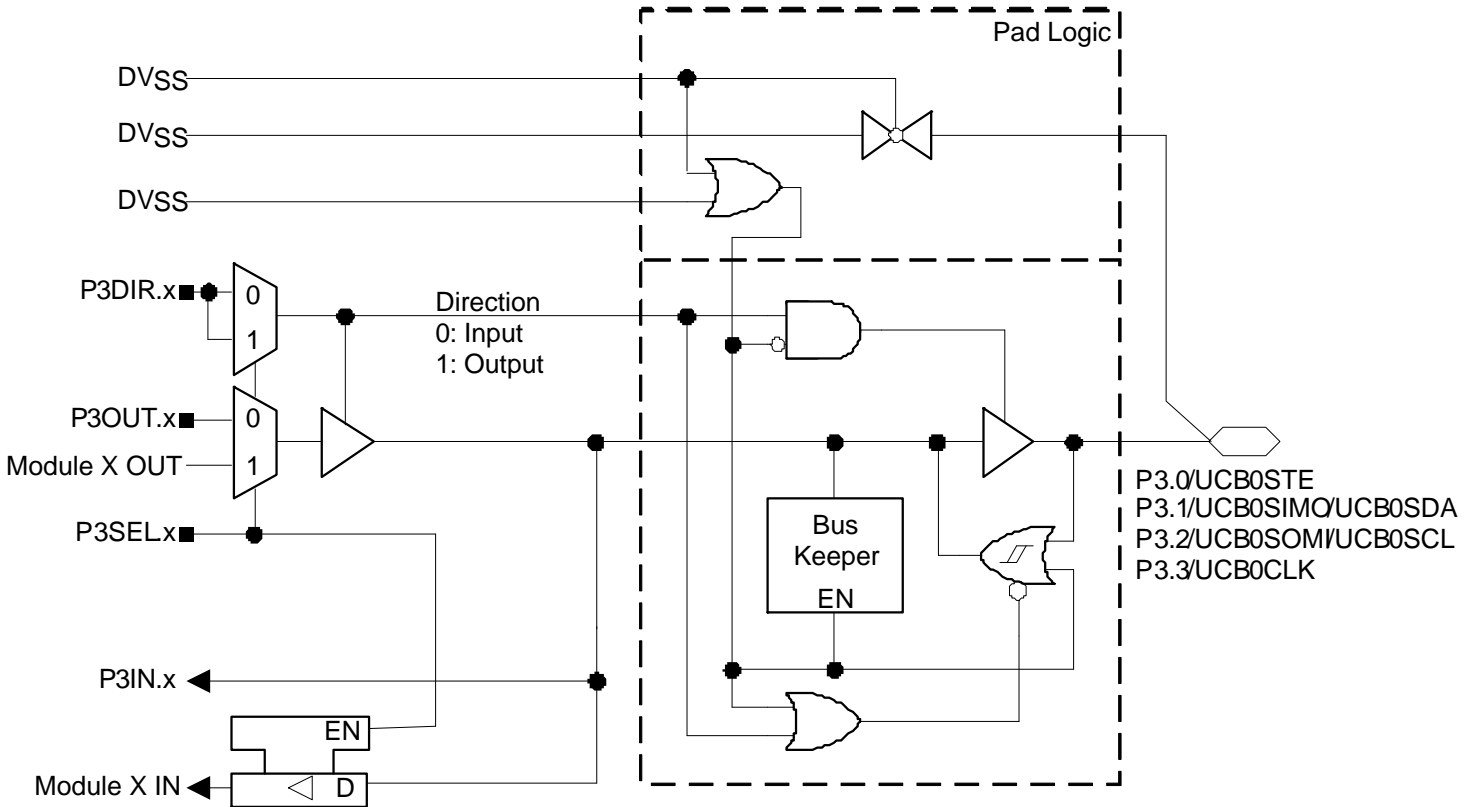 Pad Logic
DVSS
DVSS
DVSS
P3DIR.x
0
1
Direction
0: Input
1: Output
P3OUT.x
0
Module X OUT
1
P3SEL.x
Bus
Keeper
EN
P3.0/UCB0STE
P3.1/UCB0SIMO/UCB0SDA
P3.2/UCB0SOMI/UCB0SCL
P3.3/UCB0CLK
P3IN.x
EN
Module X IN
D